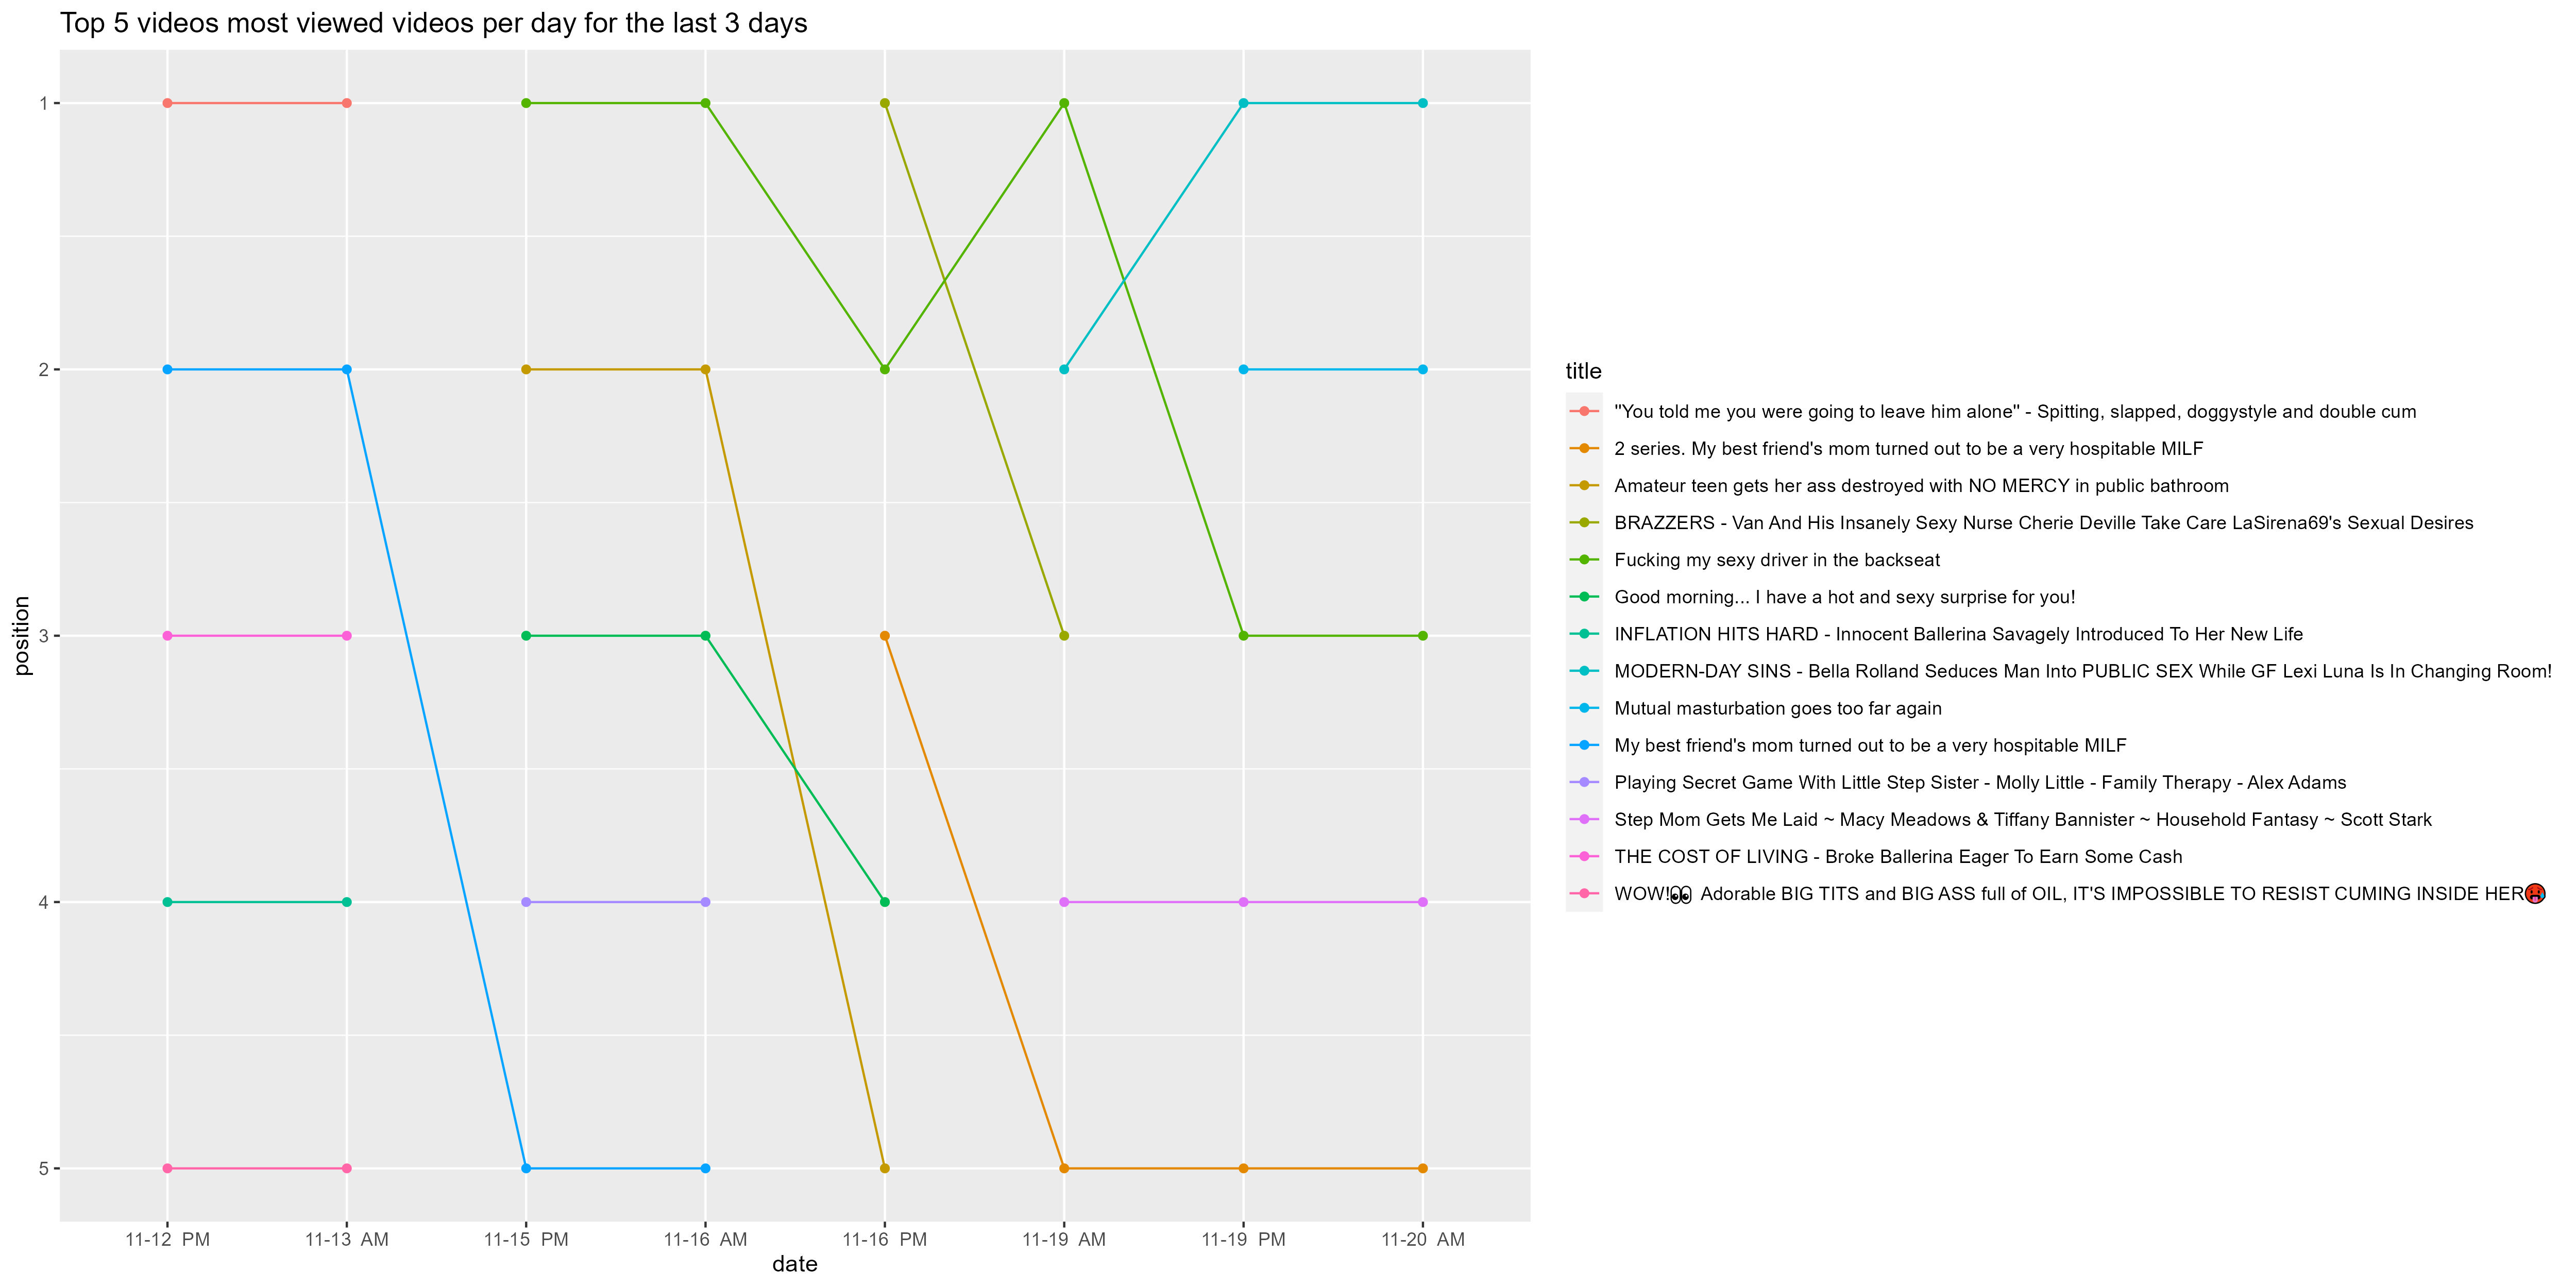 Top 5 videos most viewed videos per day for the last 3 days
position
1
2
3
4
5
11-12 PM
11-13 AM
11-15 PM
11-16 AM
11-16 PM
11-19 AM
11-19 PM
11-20 AM
date
title
"You told me you were going to leave him alone" - Spitting, slapped, doggystyle and double cum
2 series. My best friend's mom turned out to be a very hospitable MILF
Amateur teen gets her ass destroyed with NO MERCY in public bathroom
BRAZZERS - Van And His Insanely Sexy Nurse Cherie Deville Take Care LaSirena69's Sexual Desires
Fucking my sexy driver in the backseat
Good morning... I have a hot and sexy surprise for you!
INFLATION HITS HARD - Innocent Ballerina Savagely Introduced To Her New Life
MODERN-DAY SINS - Bella Rolland Seduces Man Into PUBLIC SEX While GF Lexi Luna Is In Changing Room!
Mutual masturbation goes too far again
My best friend's mom turned out to be a very hospitable MILF
Playing Secret Game With Little Step Sister - Molly Little - Family Therapy - Alex Adams
Step Mom Gets Me Laid ~ Macy Meadows & Tiffany Bannister ~ Household Fantasy ~ Scott Stark
THE COST OF LIVING - Broke Ballerina Eager To Earn Some Cash
WOW!👀 Adorable BIG TITS and BIG ASS full of OIL, IT'S IMPOSSIBLE TO RESIST CUMING INSIDE HER🥵